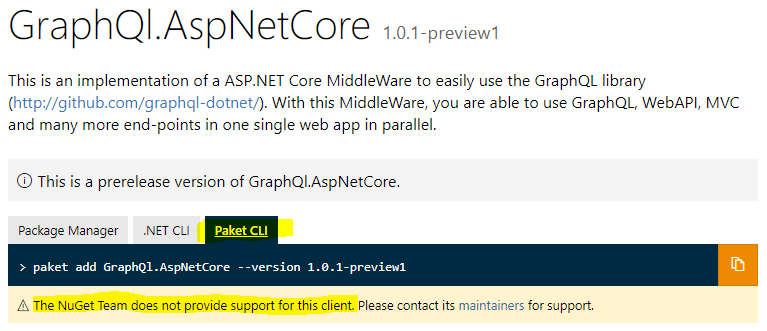 GraphQl.AspNetCore 1.0.1-preview1
This is an implementation of a ASP.NET Core MiddleWare to easily use the GraphQL library
(http://github.com/graphql-dotnet/). With this MiddleWare, you are able to use GraphQL, WebAPI, MVC
and many more end-points in one single web app in parallel.
This is a prerelease version of GraphQl.AspNetCore.
Package Manager .NET CLI Paket CLI
> paket add GraphQl.AspNetCore --version 1.0.1-preview1
The NuGet Team does not provide support for this client. Please contact its maintainers for support.